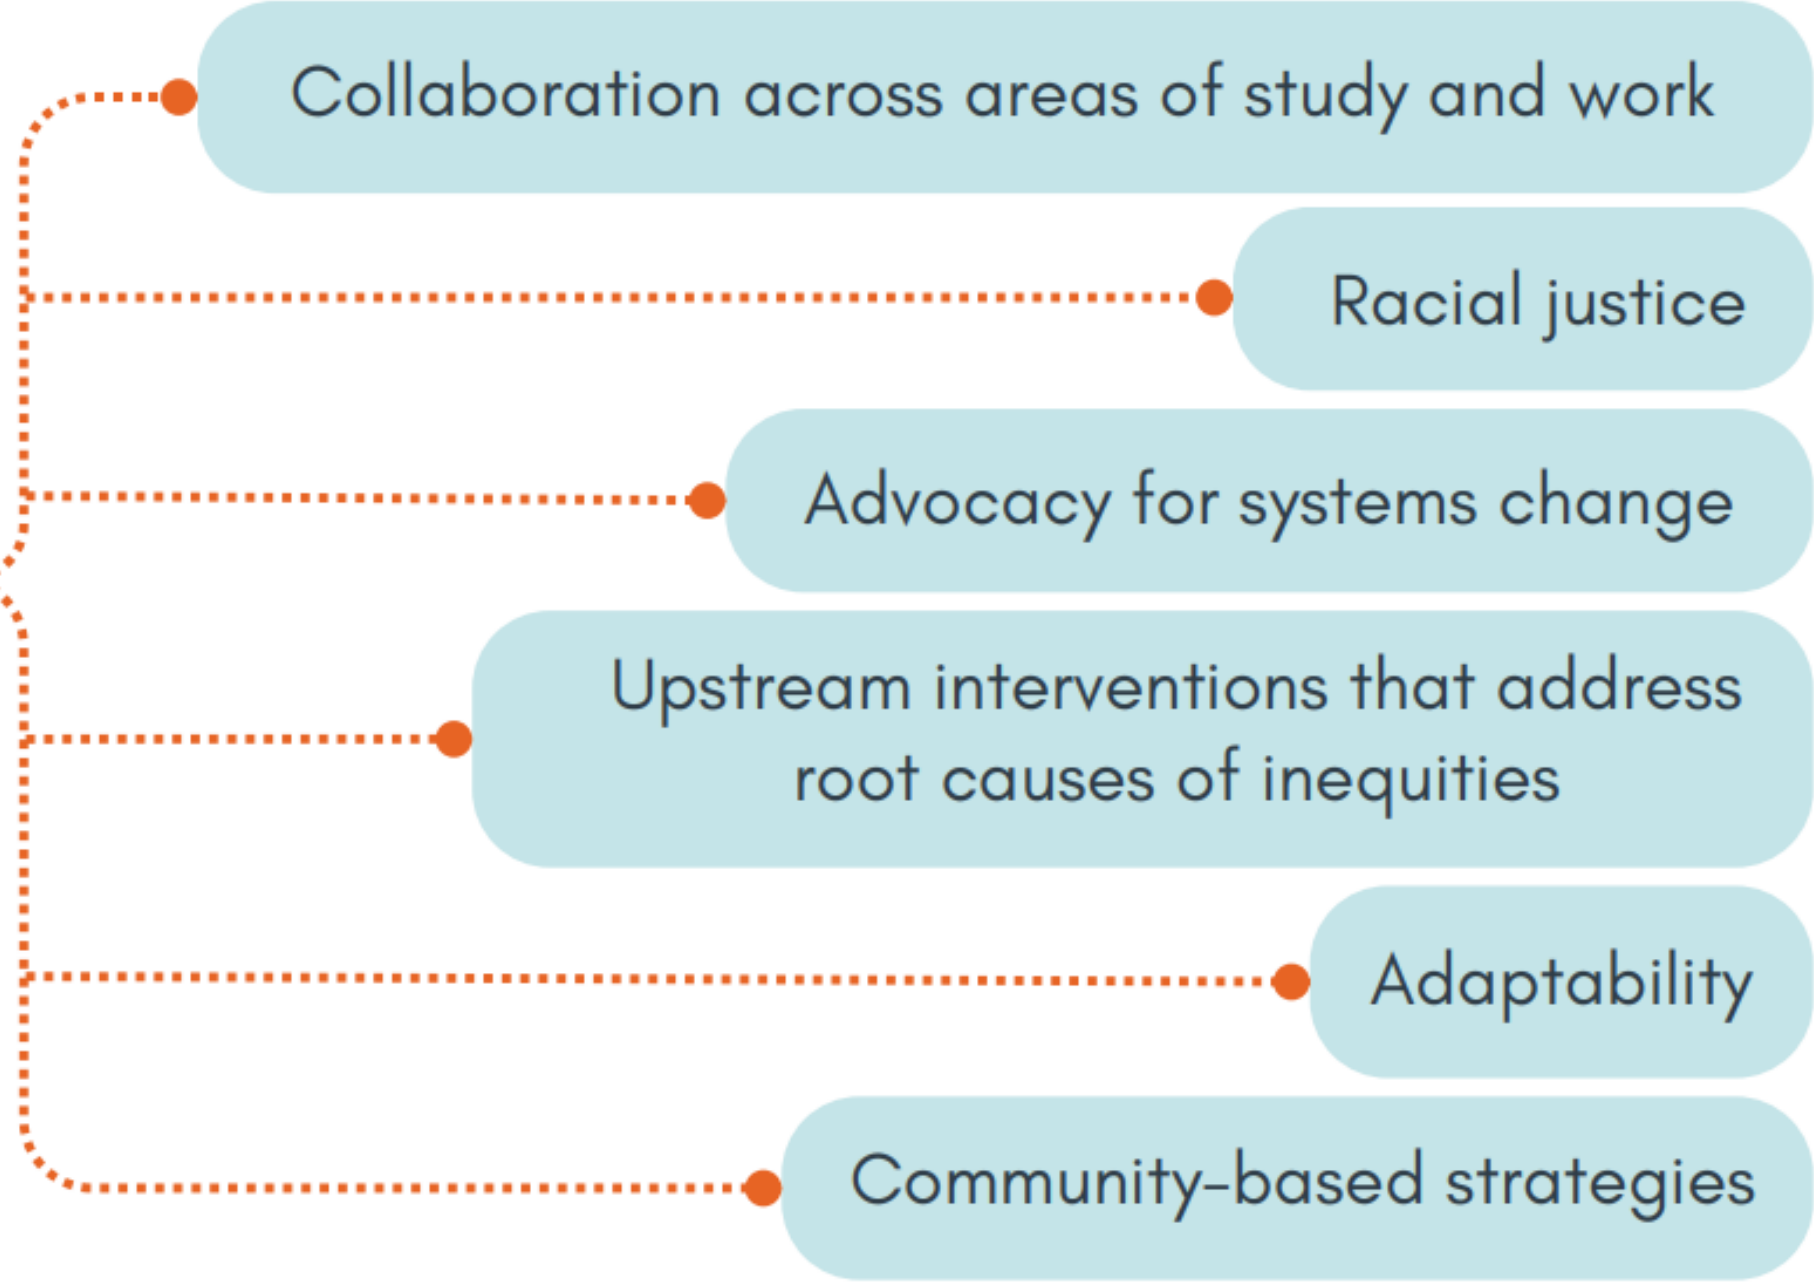 Collaboration across areas of study and work
Racial justice
Advocacy for systems change
Upstream interventions that address
root causes of inequities
Adaptability
Community-based strategies